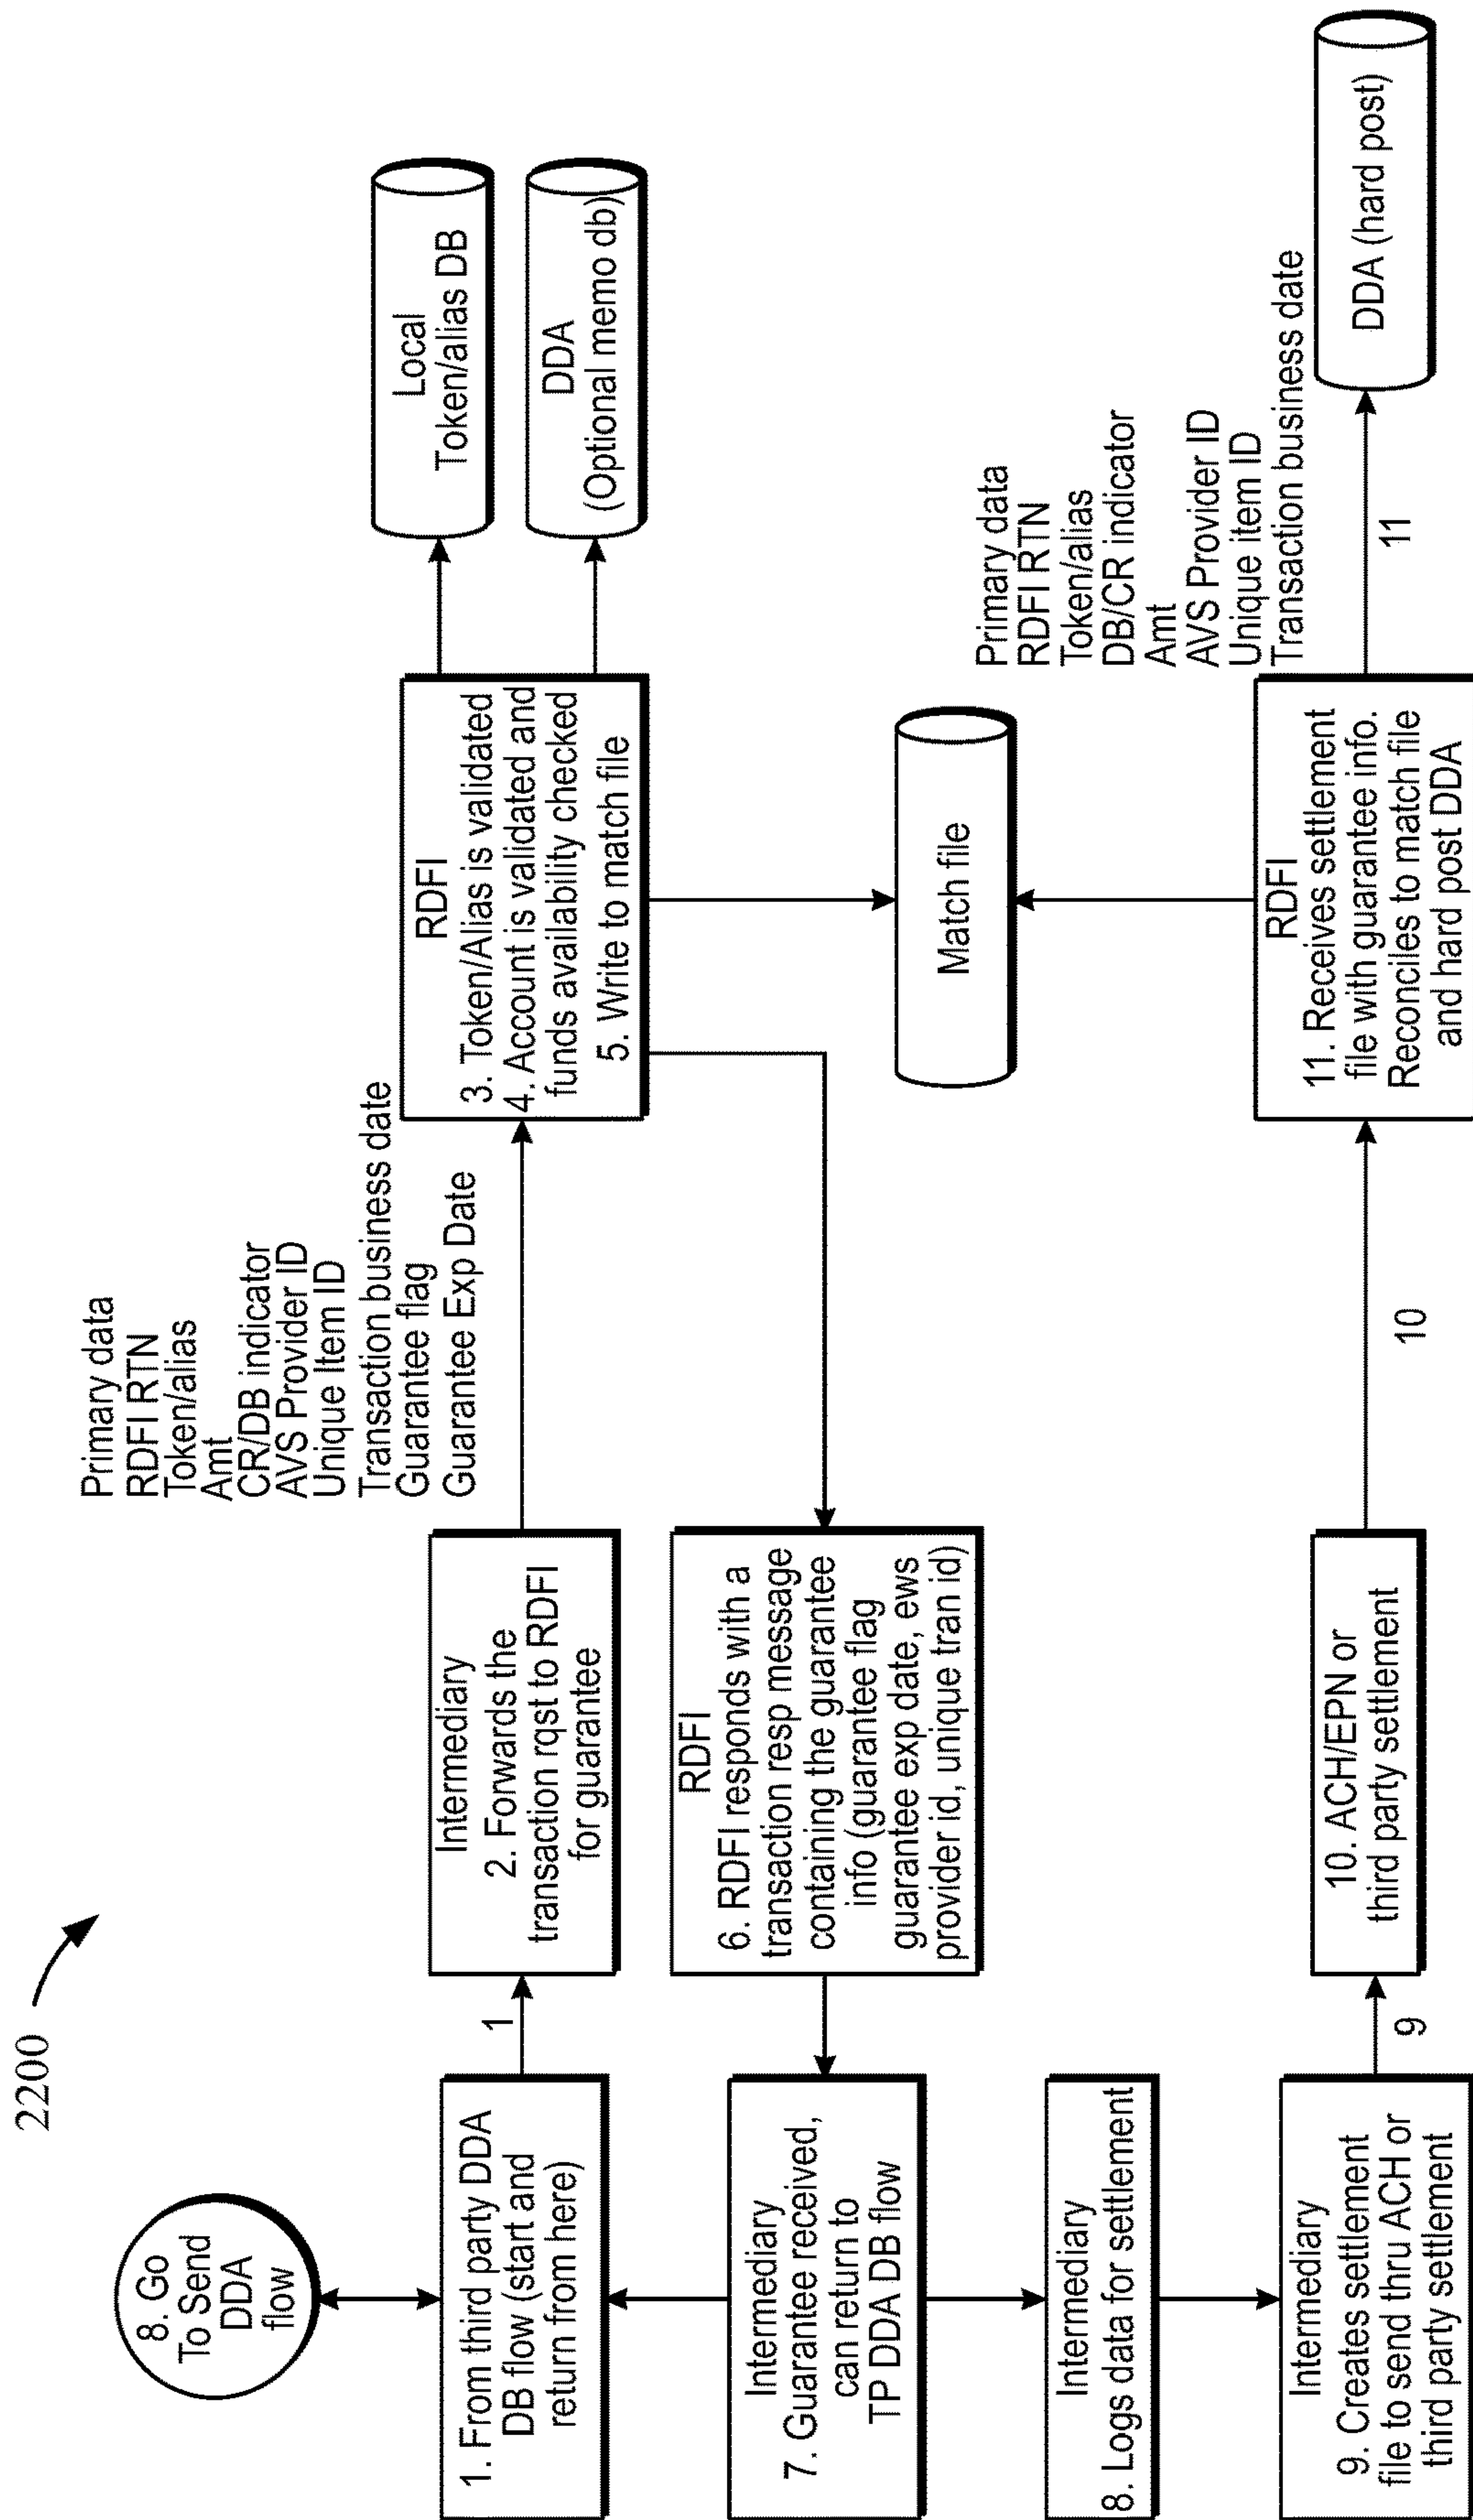 2200
8. Go
To Send
DDA
flow
1. From third party DDA
DB flow (start and
return from here)
1
Intermediary
2. Forwards the
transaction rqst to RDFI
for guarantee
Primary data
RDFI RTN
Token/alias
Amt
CR/DB indicator
AVS Provider ID
Unique Item ID
Transaction business date
Guarantee flag
Guarantee Exp Date
RDFI
3. Token/Alias is validated
4. Account is validated and
funds availability checked
5. Write to match file
Local
Token/alias DB
DDA
(Optional memo db)
Intermediary
7. Guarantee received,
can return to
TP DDA DB flow
RDFI
6. RDFI responds with a
transaction resp message
containing the guarantee
info (guarantee flag
guarantee exp date, ews
provider id, unique tran id)
Match file
Intermediary
8. Logs data for settlement
Intermediary
9. Creates settlement
file to send thru ACH or
third party settlement
9
10. ACH/EPN or
third party settlement
10
RDFI
11. Receives settlement
file with guarantee info.
Reconciles to match file
and hard post DDA
Primary data
RDFI RTN
Token/alias
DB/CR indicator
Amt
AVS Provider ID
Unique item ID
Transaction business date
11
DDA (hard post)